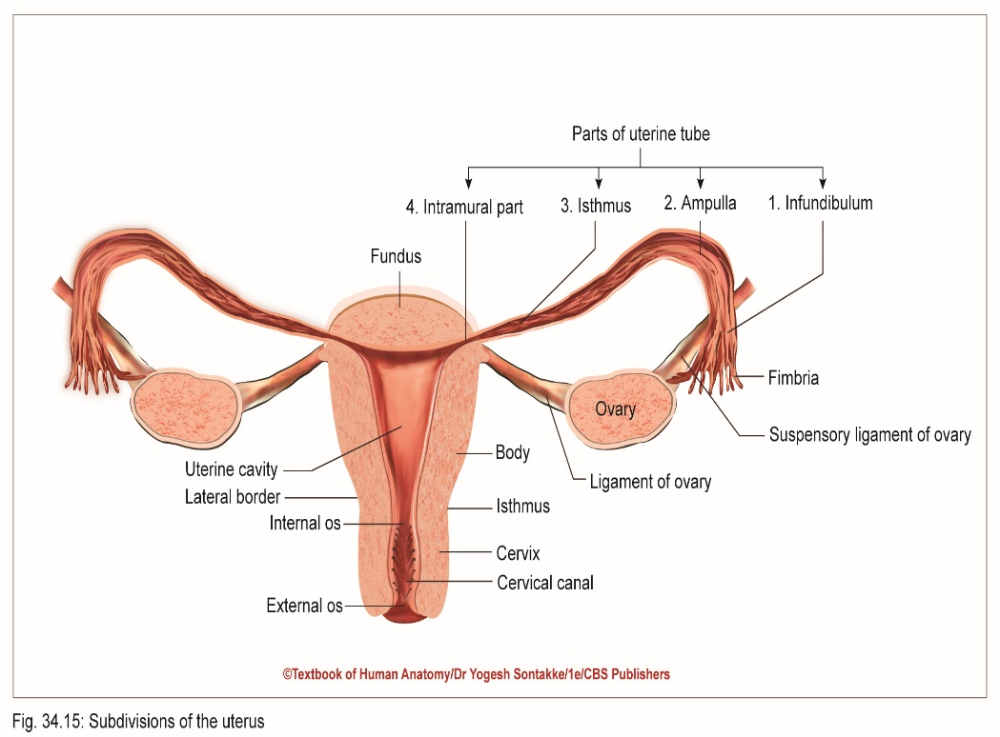 Parts of uterine tube
4. Intramural part
3. Isthmus
2. Ampulla
1. Infundibulum
Fundus
Fimbria
Ovary
Suspensory ligament of ovary
Body
Uterine cavity
Ligament of ovary
Lateral border
Isthmus
Internal os
Cervix
Cervical canal
External os
©Textbook of Human Anatomy/Dr Yogesh Sontakke/1e/CBS Publishers
Fig. 34.15: Subdivisions of the uterus